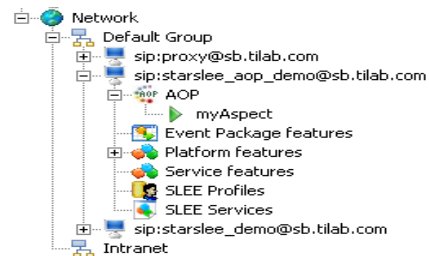 Network
Default Group
sip:proxy@sb.tilab.com
sip:starslee_aop_demo@sb.tilab.com
AOP
myAspect
Event Package features
Platform features
Service features
SLEE Profiles
SLEE Services
sip:starslee_demo@sb.tilab.com
Intranet